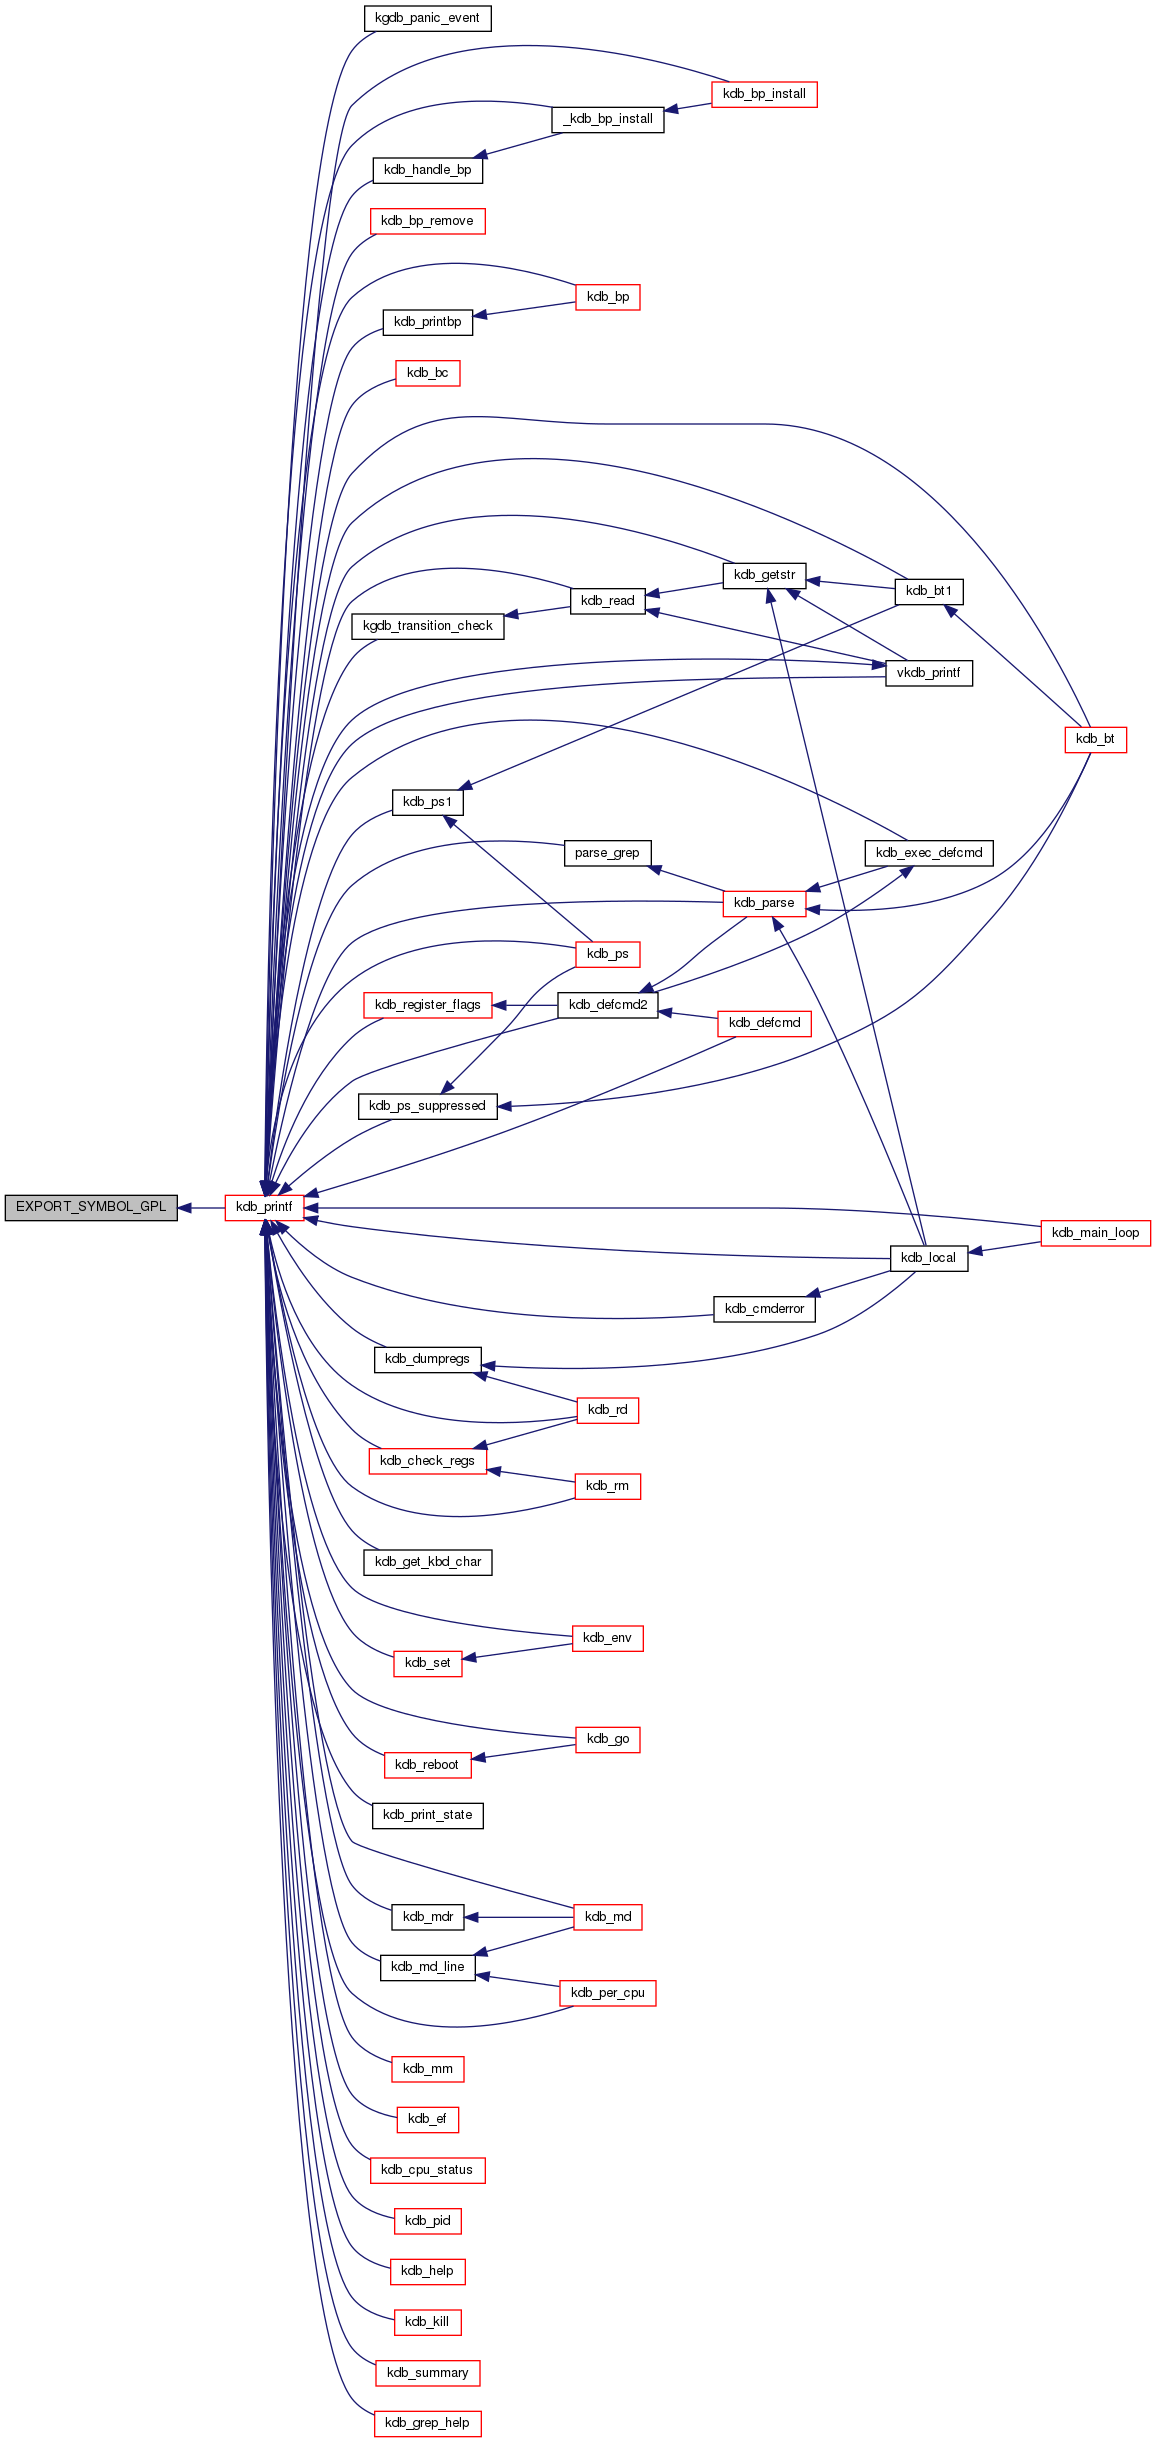 kgdb_panic_event
kdb_bp_install
_kdb_bp_install
kdb_handle_bp
kdb_bp_remove
kdb_bp
kdb_printbp
kdb_bc
kdb_getstr
kdb_bt1
kdb_read
kgdb_transition_check
vkdb_printf
kdb_bt
kdb_ps1
parse_grep
kdb_exec_defcmd
kdb_parse
kdb_ps
kdb_register_flags
kdb_defcmd2
kdb_defcmd
kdb_ps_suppressed
EXPORT_SYMBOL_GPL
kdb_printf
kdb_main_loop
kdb_local
kdb_cmderror
kdb_dumpregs
kdb_rd
kdb_check_regs
kdb_rm
kdb_get_kbd_char
kdb_env
kdb_set
kdb_go
kdb_reboot
kdb_print_state
kdb_mdr
kdb_md
kdb_md_line
kdb_per_cpu
kdb_mm
kdb_ef
kdb_cpu_status
kdb_pid
kdb_help
kdb_kill
kdb_summary
kdb_grep_help